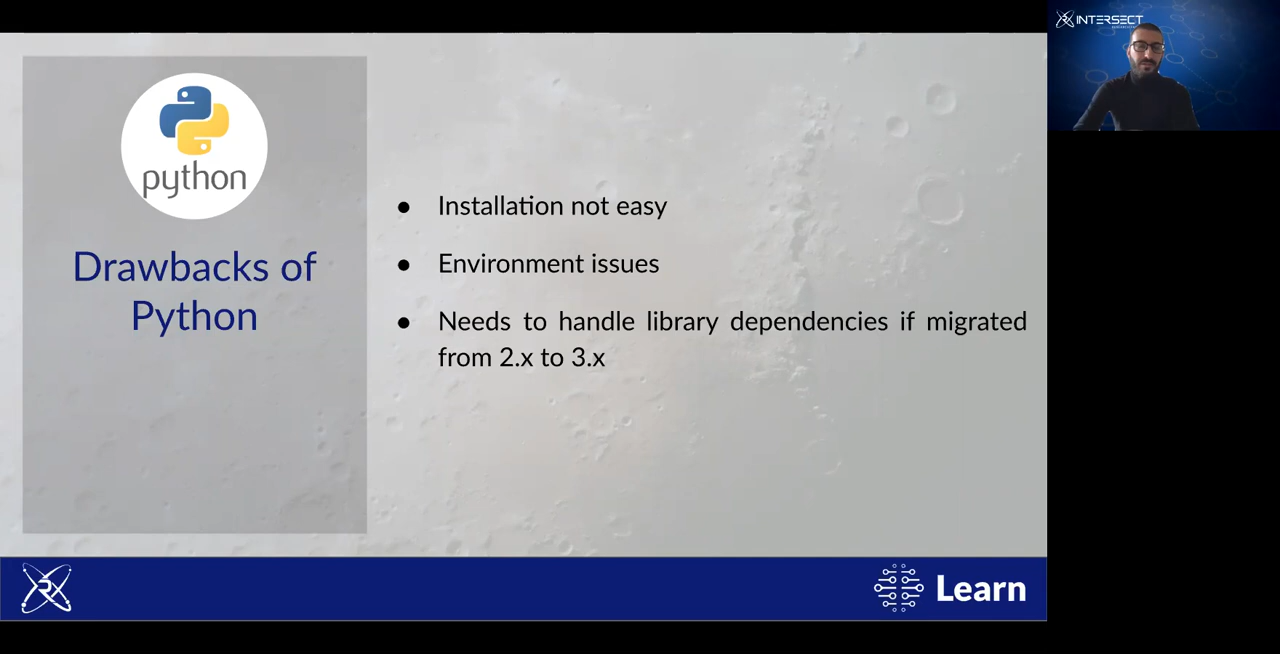 INTERSECT
python
Drawbacks of
Python
● Installation not easy
● Environment issues
● Needs to handle library dependencies if migrated
from 2.x to 3.x
Learn